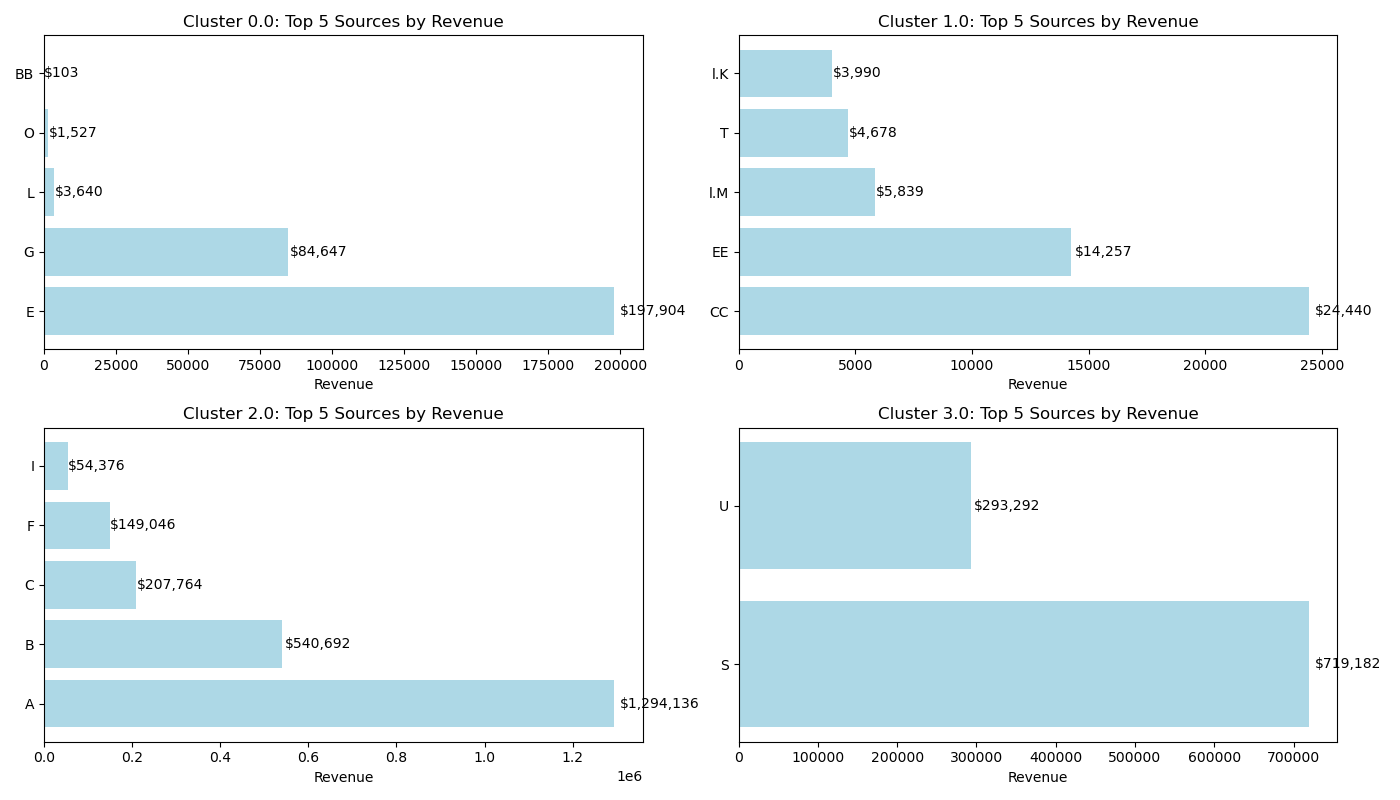 Cluster 0.0: Top 5 Sources by Revenue
BB $103
O $1,527
L $3,640
G $84,647
E $197,904
0 25000 50000 75000 100000 125000 150000 175000 200000
Revenue
Cluster 1.0: Top 5 Sources by Revenue
l.K $3,990
T $4,678
l.M $5,839
EE $14,257
CC $24,440
0 5000 10000 15000 20000 25000
Revenue
Cluster 2.0: Top 5 Sources by Revenue
I $54,376
F $149,046
C $207,764
B $540,692
A $1,294,136
0.0 0.2 0.4 0.6 0.8 1.0 1.2
Revenue 1e6
Cluster 3.0: Top 5 Sources by Revenue
U $293,292
S $719,182
0 100000 200000 300000 400000 500000 600000 700000
Revenue